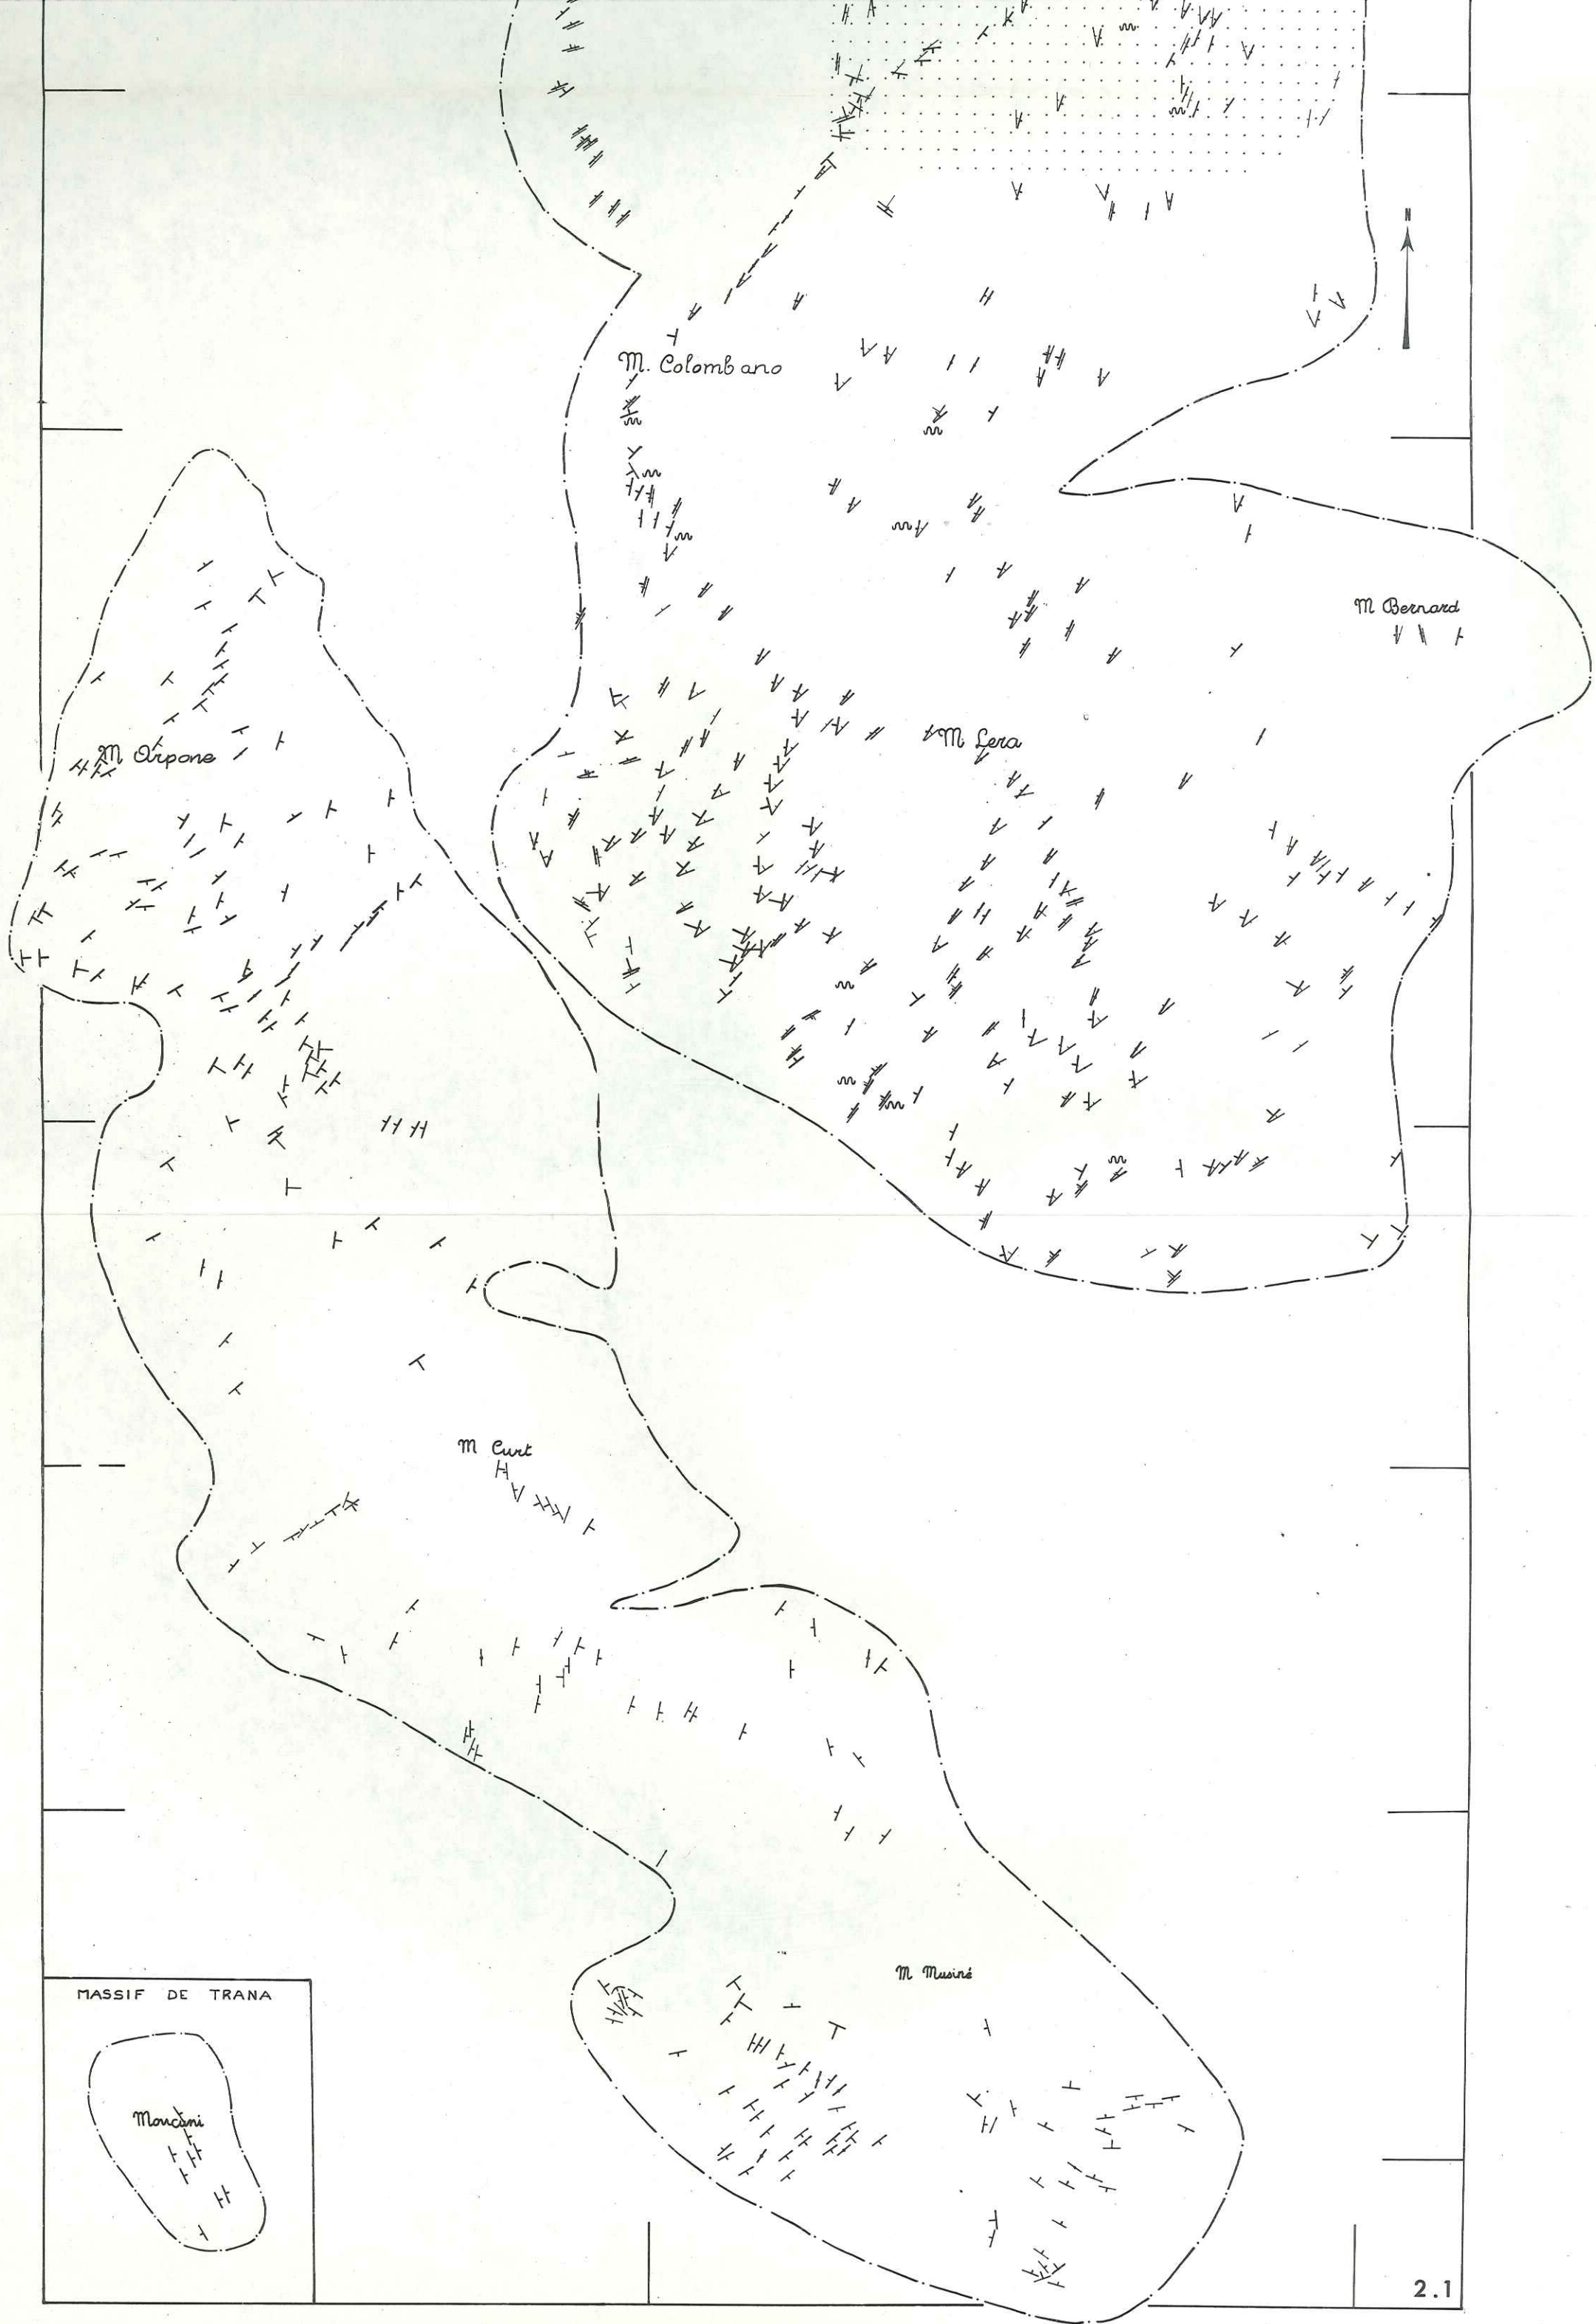 N
M. Colombano
M Bernard
M Lera
M Arpone
M Curt
M Musiné
MASSIF DE TRANA
Moncuni
2.1